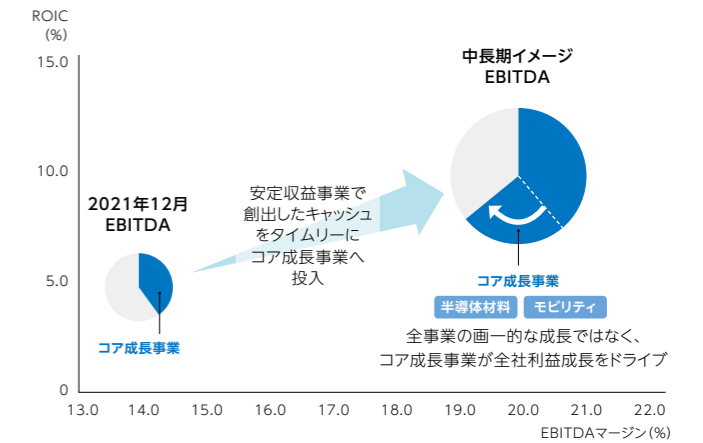 ROIC
(%)
15.0
10.0
5.0
0
中長期イメージ
EBITDA
2021年12月
EBITDA
安定収益事業で
創出したキャッシュ
をタイムリーに
コア成長事業へ
投入
コア成長事業
コア成長事業
半導体材料
モビリティ
全事業の画一的な成長ではなく、
コア成長事業が全社利益成長をドライブ
13.0 14.0 15.0 16.0 17.0 18.0 19.0 20.0 21.0 22.0
EBITDAマージン(%)